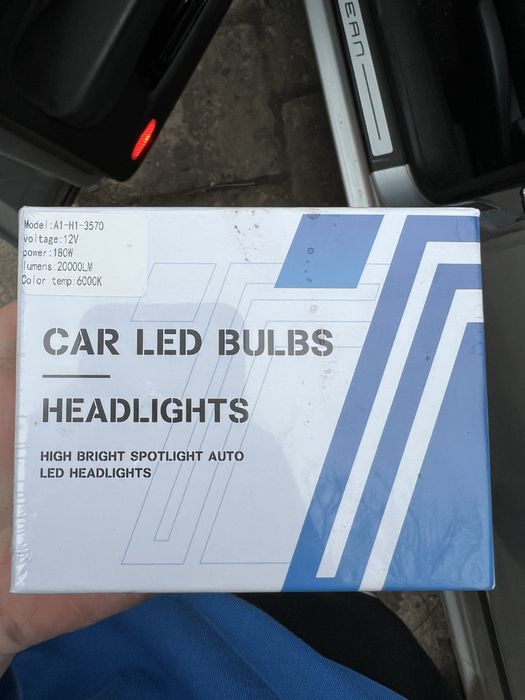 ERAN
Model:A1-H1-3570
voltage:12V
power:180W
lumens:20000LM
Color temp:6000K
CAR LED BULBS
HEADLIGHTS
HIGH BRIGHT SPOTLIGHT AUTO
LED HEADLIGHTS